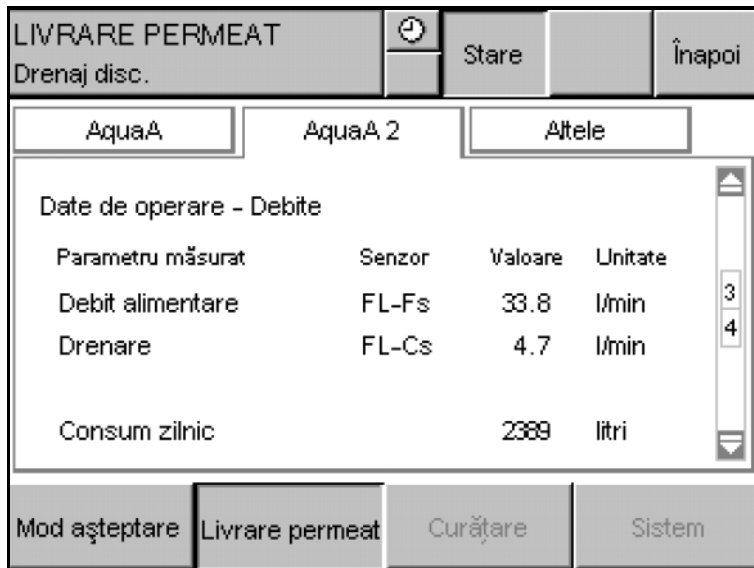 LIVRARE PERMEAT
Drenaj disc.
Stare
Înapoi
AquaA
AquaA 2
Altele
Date de operare - Debite
Parametru măsurat Senzor Valoare Unitate
Debit alimentare FL-Fs 33.8 l/min
Drenare FL-Cs 4.7 l/min
3
4
Consum zilnic 2389 litri
Mod aşteptare Livrare permeat Curăţare Sistem